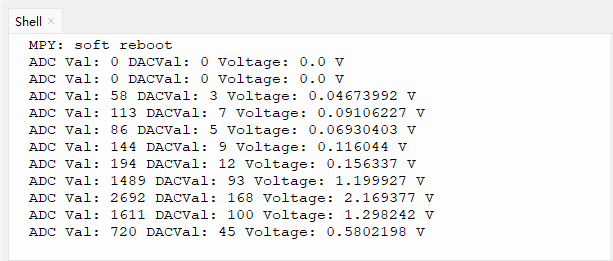 Shell ×
MPY: soft reboot
ADC Val: 0 DACVal: 0 Voltage: 0.0 V
ADC Val: 0 DACVal: 0 Voltage: 0.0 V
ADC Val: 58 DACVal: 3 Voltage: 0.04673992 V
ADC Val: 113 DACVal: 7 Voltage: 0.09106227 V
ADC Val: 86 DACVal: 5 Voltage: 0.06930403 V
ADC Val: 144 DACVal: 9 Voltage: 0.116044 V
ADC Val: 194 DACVal: 12 Voltage: 0.156337 V
ADC Val: 1489 DACVal: 93 Voltage: 1.199927 V
ADC Val: 2692 DACVal: 168 Voltage: 2.169377 V
ADC Val: 1611 DACVal: 100 Voltage: 1.298242 V
ADC Val: 720 DACVal: 45 Voltage: 0.5802198 V